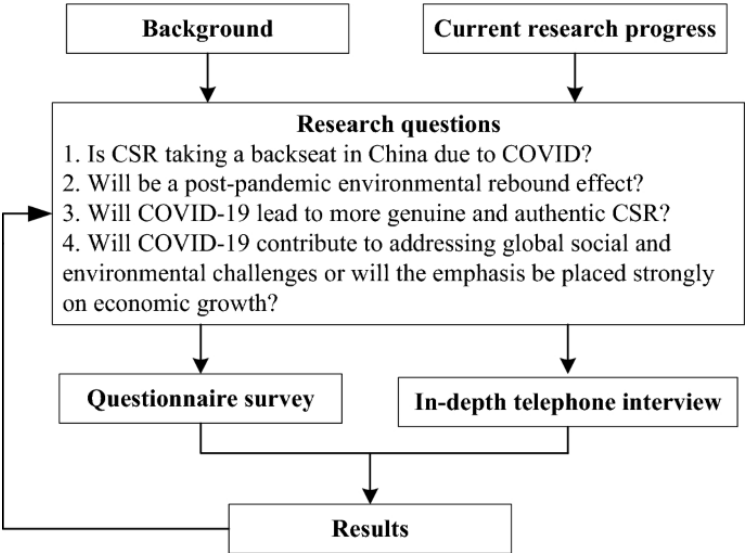 Background
Current research progress
Research questions
1. Is CSR taking a backseat in China due to COVID?
2. Will be a post-pandemic environmental rebound effect?
3. Will COVID-19 lead to more genuine and authentic CSR?
4. Will COVID-19 contribute to addressing global social and
environmental challenges or will the emphasis be placed strongly
on economic growth?
Questionnaire survey
In-depth telephone interview
Results